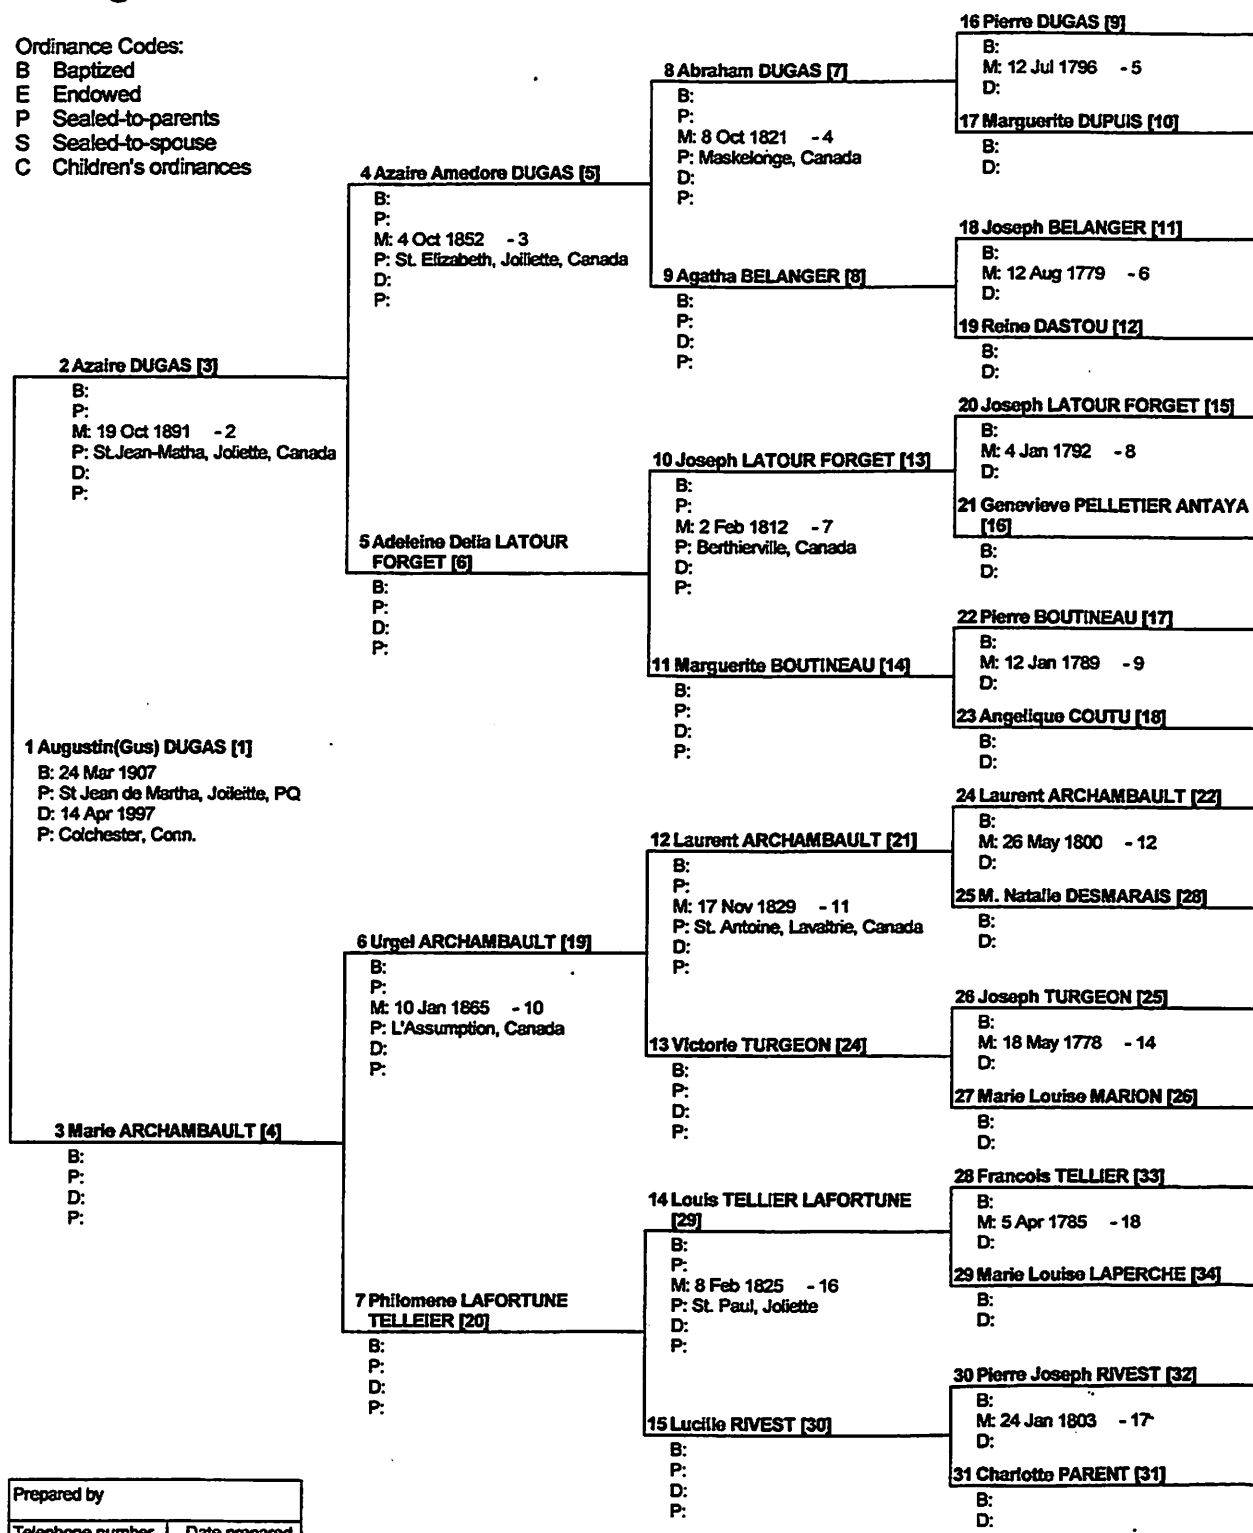 Ordinance Codes:
B Baptized
E Endowed
P Sealed-to-parents
S Sealed-to-spouse
C Children's ordinances
1 Augustin(Gus) DUGAS [1]
B: 24 Mar 1907
P: St Jean de Martha, Joileitte, PQ
D: 14 Apr 1997
P: Colchester, Conn.
2 Azaire DUGAS [3]
B:
P:
M: 19 Oct 1891 - 2
P: St.Jean-Matha, Joliette, Canada
D:
P:
3 Marie ARCHAMBAULT [4]
B:
P:
D:
P:
4 Azaire Amedore DUGAS [5]
B:
P:
M: 4 Oct 1852 - 3
P: St. Elizabeth, Joiliette, Canada
D:
P:
5 Adeleine Delia LATOUR
FORGET [6]
B:
P:
D:
P:
6 Urgel ARCHAMBAULT [19]
B:
P:
M: 10 Jan 1865 - 10
P: L'Assumption, Canada
D:
P:
7 Philomene LAFORTUNE
TELLEIER [20]
B:
P:
D:
P:
8 Abraham DUGAS [7]
B:
P:
M: 8 Oct 1821 - 4
P: Maskelonge, Canada
D:
P:
9 Agatha BELANGER [8]
B:
P:
D:
P:
10 Joseph LATOUR FORGET [13]
B:
P:
M: 2 Feb 1812 - 7
P: Berthierville, Canada
D:
P:
11 Marguerite BOUTINEAU [14]
B:
P:
D:
P:
12 Laurent ARCHAMBAULT [21]
B:
P:
M: 17 Nov 1829 - 11
P: St. Antoine, Lavaltrie, Canada
D:
P:
13 Victorie TURGEON [24]
B:
P:
D:
P:
14 Louis TELLIER LAFORTUNE
[29]
B:
P:
M: 8 Feb 1825 - 16
P: St. Paul, Joliette
D:
P:
15 Lucille RIVEST [30]
B:
P:
D:
P:
16 Pierre DUGAS [9]
B:
M: 12 Jul 1796 - 5
D:
17 Marguerite DUPUIS [10]
B:
D:
18 Joseph BELANGER [11]
B:
M: 12 Aug 1779 - 6
D:
19 Reine DASTOU [12]
B:
D:
20 Joseph LATOUR FORGET [15]
B:
M: 4 Jan 1792 - 8
D:
21 Genevieve PELLETIER ANTAYA
[16]
B:
D:
22 Pierre BOUTINEAU [17]
B:
M: 12 Jan 1789 - 9
D:
23 Angelique COUTU [18]
B:
D:
24 Laurent ARCHAMBAULT [22]
B:
M: 26 May 1800 - 12
D:
25 M. Natalie DESMARAIS [28]
B:
D:
26 Joseph TURGEON [25]
B:
M: 18 May 1778 - 14
D:
27 Marie Louise MARION [26]
B:
D:
28 Francois TELLIER [33]
B:
M: 5 Apr 1785 - 18
D:
29 Marie Louise LAPERCHE [34]
B:
D:
30 Pierre Joseph RIVEST [32]
B:
M: 24 Jan 1803 - 17
D:
31 Charlotte PARENT [31]
B:
D:
Prepared by
Telephone number Date prepared